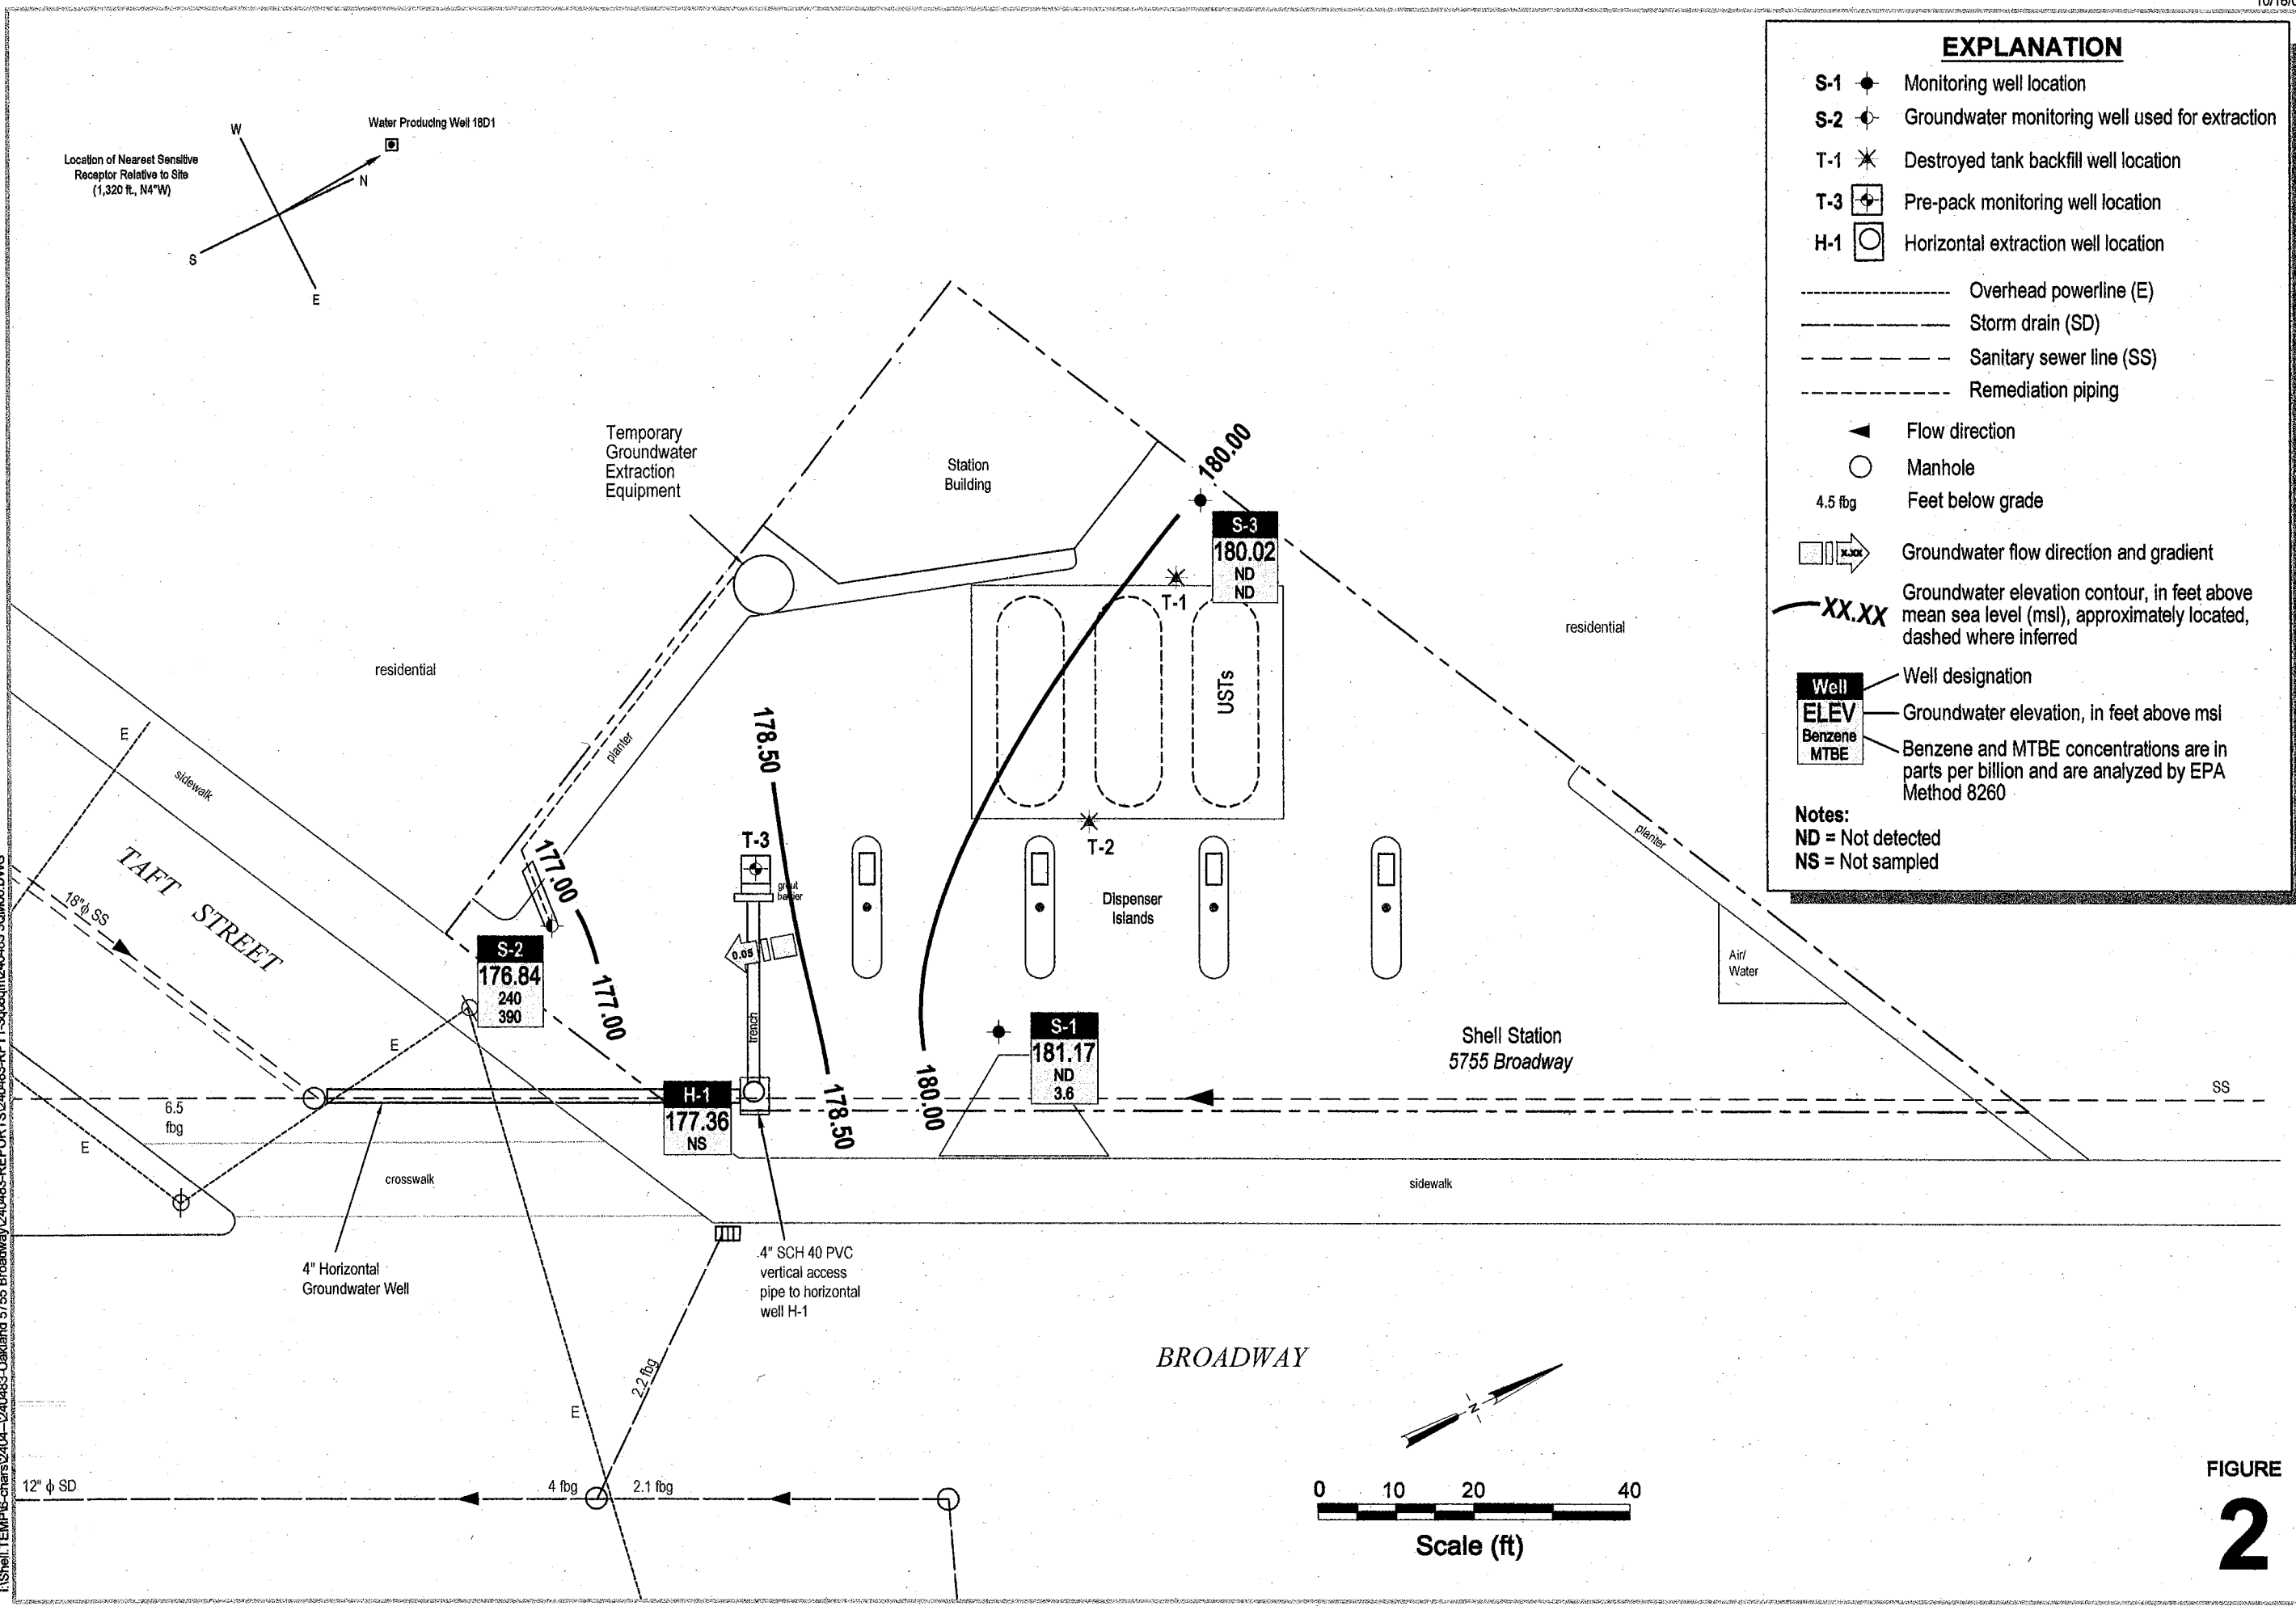 EXPLANATION
S-1 Monitoring well location
S-2 Groundwater monitoring well used for extraction
T-1 Destroyed tank backfill well location
T-3 Pre-pack monitoring well location
H-1 Horizontal extraction well location
Overhead powerline (E)
Storm drain (SD)
Sanitary sewer line (SS)
Remediation piping
Flow direction
Manhole
4.5 fbg Feet below grade
x.xx Groundwater flow direction and gradient
Groundwater elevation contour, in feet above
XX.XX mean sea level (msl), approximately located,
dashed where inferred
Well
ELEV
Benzene
MTBE
Well designation
Groundwater elevation, in feet above msl
Benzene and MTBE concentrations are in
parts per billion and are analyzed by EPA
Method 8260
Notes:
ND = Not detected
NS = Not sampled
W
N
S
E
Water Producing Well 18D1
Location of Nearest Sensitive
Receptor Relative to Site
(1,320 ft., N4°W)
Temporary
Groundwater
Extraction
Equipment
Station
Building
180.00
S-3
180.02
ND
ND
T-1
USTs
residential
residential
planter
178.50
T-2
T-3
grout
barrier
177.00
Dispenser
Islands
planter
Air/
Water
E
sidewalk
TAFT STREET
18"ϕ SS
S-2
176.84
240
390
177.00
0.05
trench
S-1
181.17
ND
3.6
Shell Station
5755 Broadway
E
6.5
fbg
E
H-1
177.36
NS
178.50
180.00
SS
crosswalk
sidewalk
4" Horizontal
Groundwater Well
4" SCH 40 PVC
vertical access
pipe to horizontal
well H-1
2.2 fbg
E
BROADWAY
N
0 10 20 40
Scale (ft)
12" ϕ SD
4 fbg
2.1 fbg
FIGURE
2